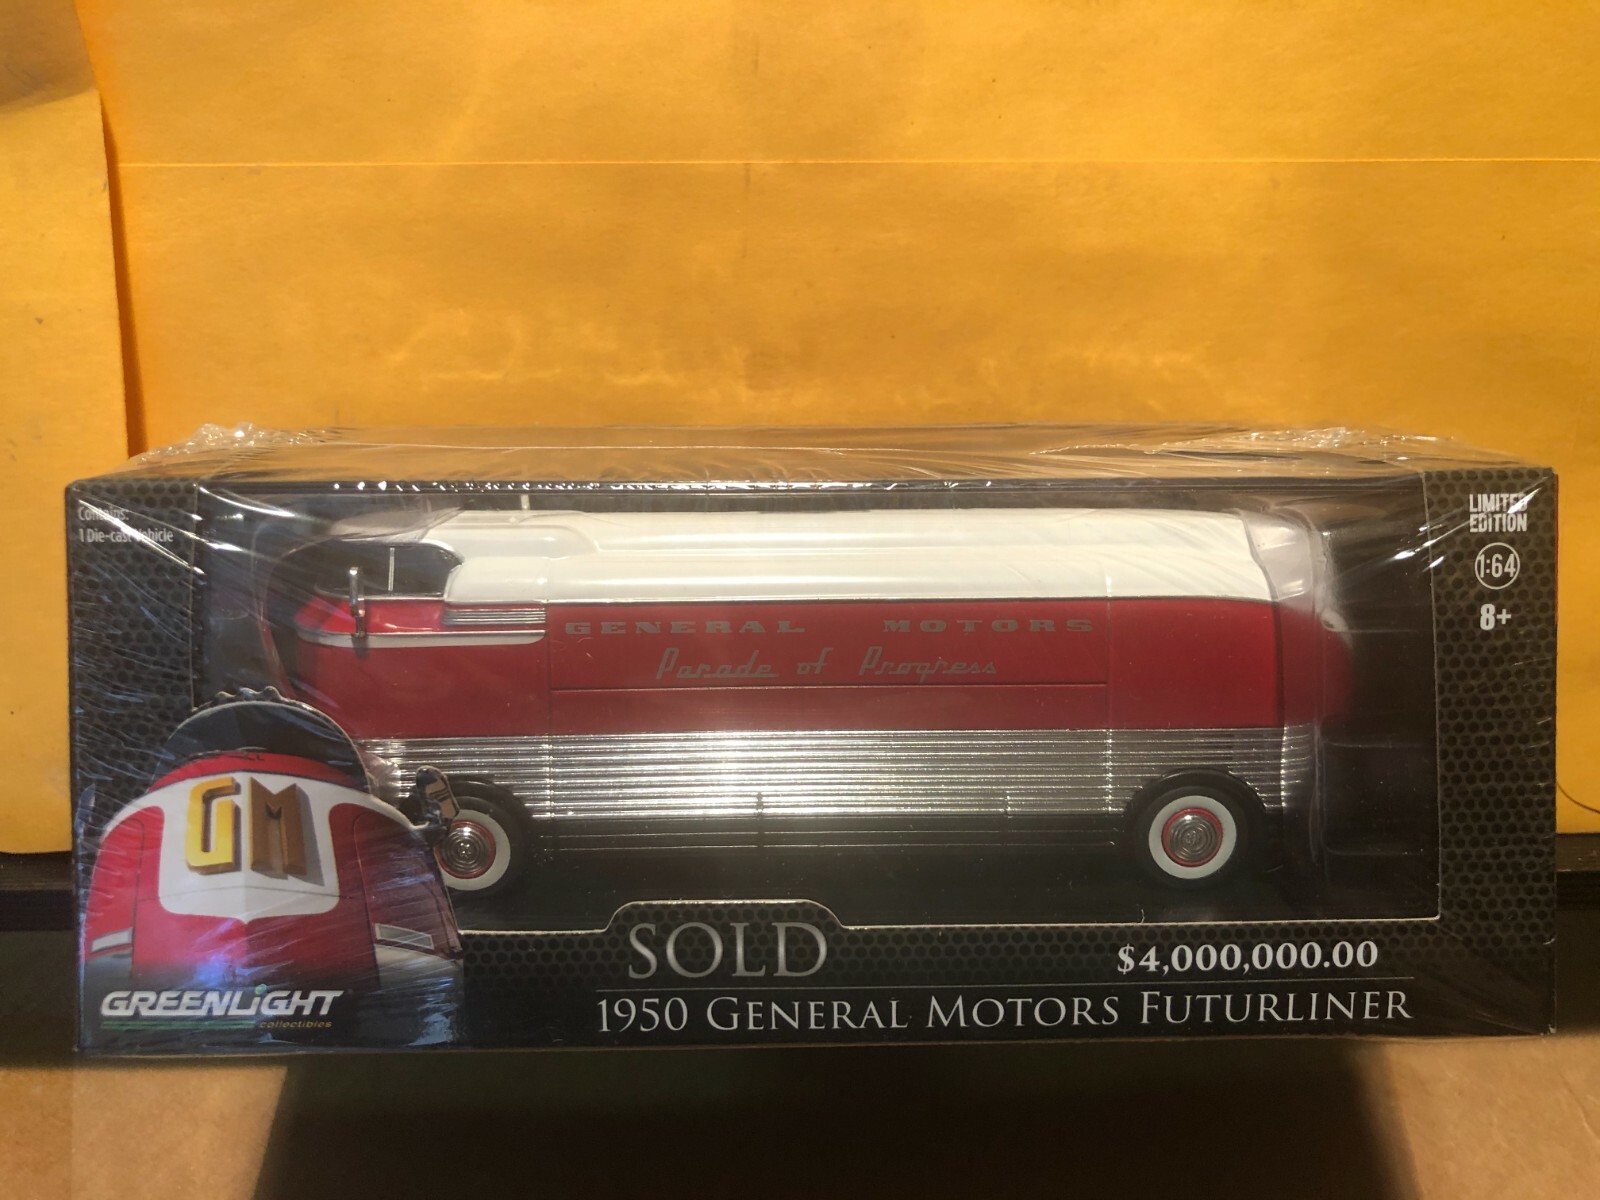 Contains:
1 Die-cast Vehicle
LIMITED
EDITION
1:64
8+
GENERAL MOTORS
Parade of Progress
GM
GREENLiGHT
collectibles
SOLD
$4,000,000.00
1950 GENERAL MOTORS FUTURLINER